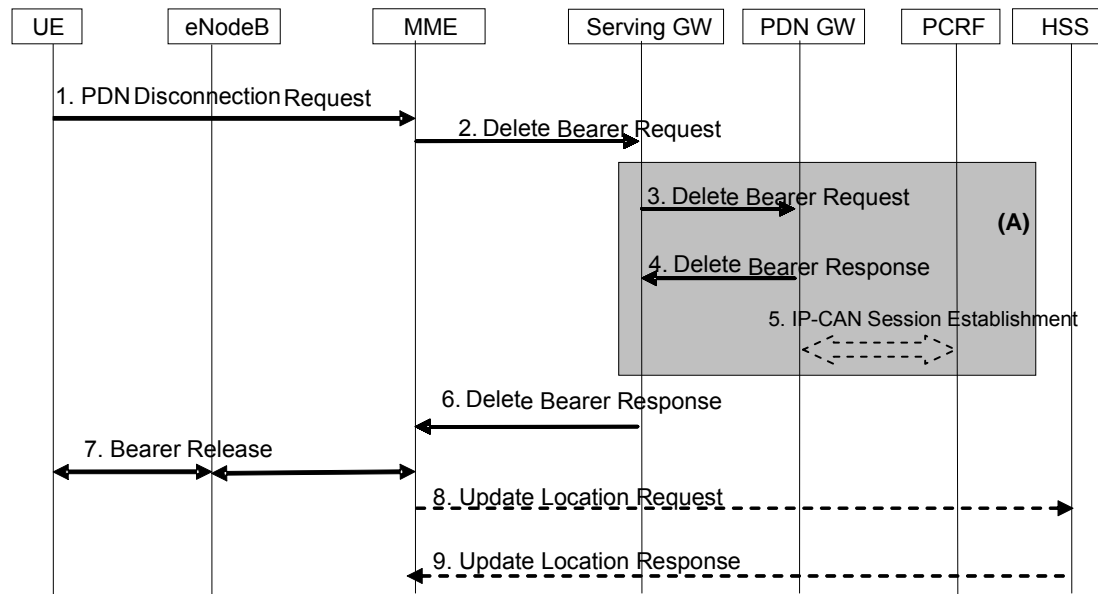 UE eNodeB MME Serving GW PDN GW PCRF HSS
1. PDN Disconnection Request
2. Delete Bearer Request
3. Delete Bearer Request
(A)
4. Delete Bearer Response
5. IP-CAN Session Establishment
6. Delete Bearer Response
7. Bearer Release
8. Update Location Request
9. Update Location Response